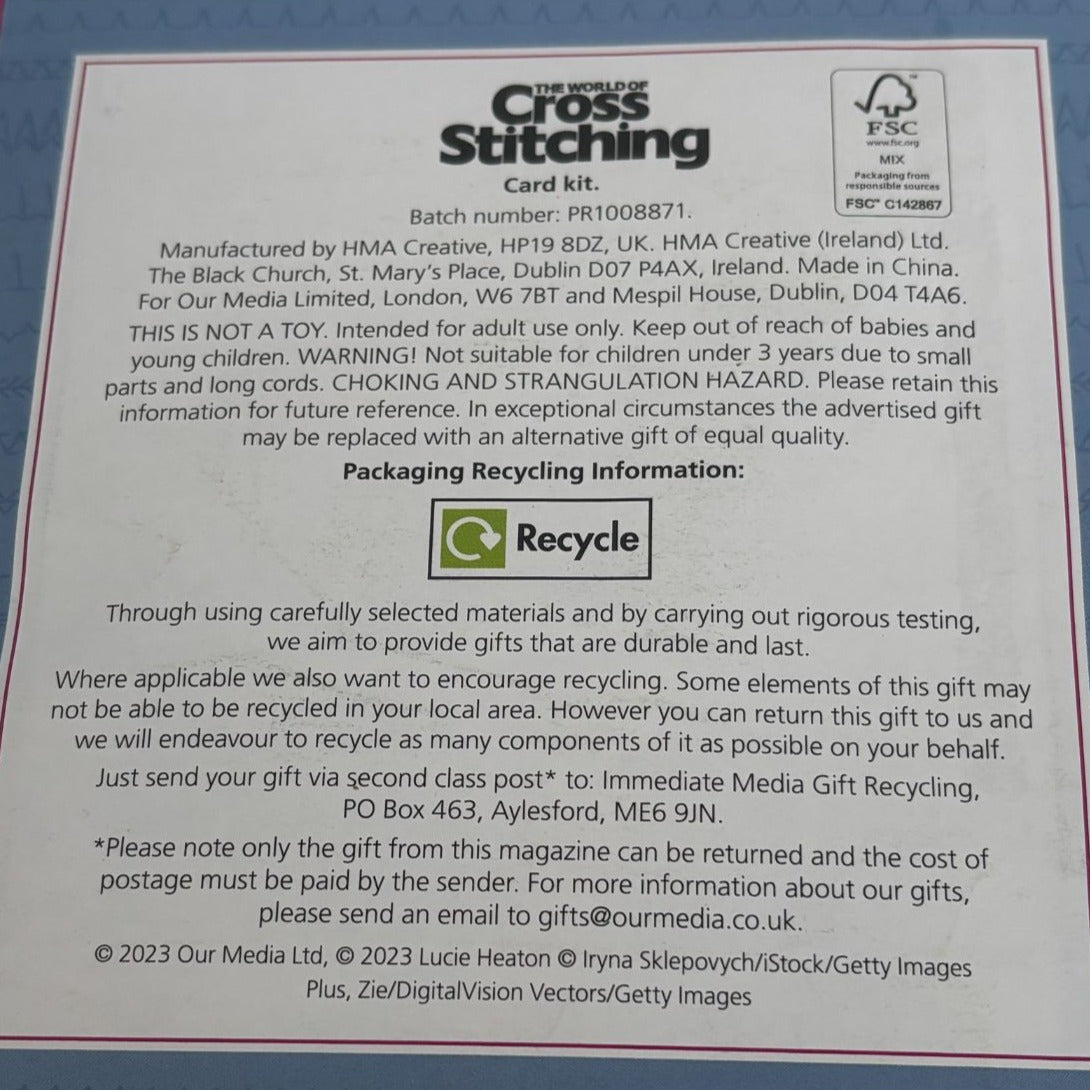 THE WORLD OF
Cross
Stitching
Card kit.
Batch number: PR1008871.
FSC
www.fsc.org
MIX
Packaging from
responsible sources
FSC™ C142867
Manufactured by HMA Creative, HP19 8DZ, UK. HMA Creative (Ireland) Ltd.
The Black Church, St. Mary's Place, Dublin D07 P4AX, Ireland. Made in China.
For Our Media Limited, London, W6 7BT and Mespil House, Dublin, D04 T4A6.
THIS IS NOT A TOY. Intended for adult use only. Keep out of reach of babies and
young children. WARNING! Not suitable for children under 3 years due to small
parts and long cords. CHOKING AND STRANGULATION HAZARD. Please retain this
information for future reference. In exceptional circumstances the advertised gift
may be replaced with an alternative gift of equal quality.
Packaging Recycling Information:
Recycle
Through using carefully selected materials and by carrying out rigorous testing,
we aim to provide gifts that are durable and last.
Where applicable we also want to encourage recycling. Some elements of this gift may
not be able to be recycled in your local area. However you can return this gift to us and
we will endeavour to recycle as many components of it as possible on your behalf.
Just send your gift via second class post* to: Immediate Media Gift Recycling,
PO Box 463, Aylesford, ME6 9JN.
*Please note only the gift from this magazine can be returned and the cost of
postage must be paid by the sender. For more information about our gifts,
please send an email to gifts@ourmedia.co.uk.
© 2023 Our Media Ltd, © 2023 Lucie Heaton © Iryna Sklepovych/iStock/Getty Images
Plus, Zie/DigitalVision Vectors/Getty Images